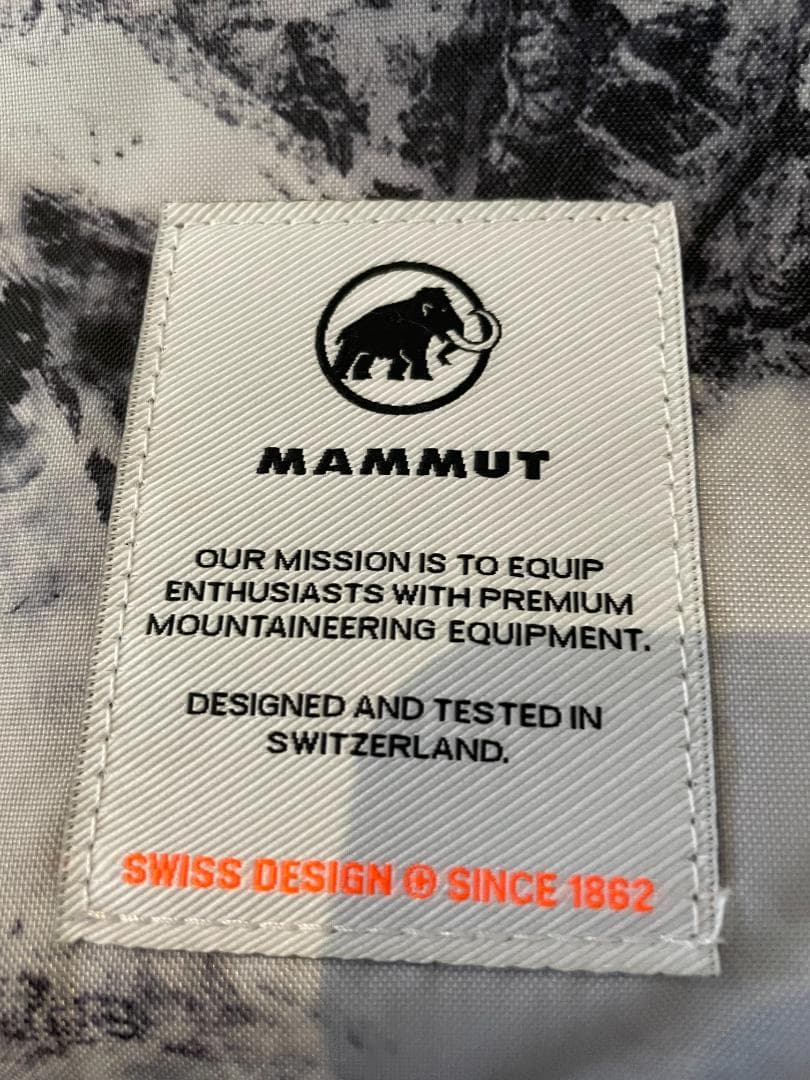 MAMMUT
OUR MISSION IS TO EQUIP
ENTHUSIASTS WITH PREMIUM
MOUNTAINEERING EQUIPMENT.
DESIGNED AND TESTED IN
SWITZERLAND.
SWISS DESIGN SINCE 1862